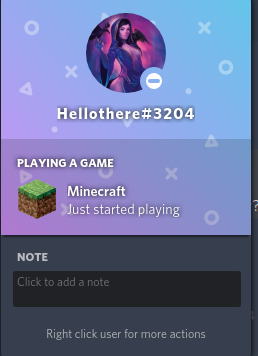 Hellothere#3204
PLAYING A GAME
Minecraft
Just started playing
?
NOTE
Click to add a note
Right click user for more actions